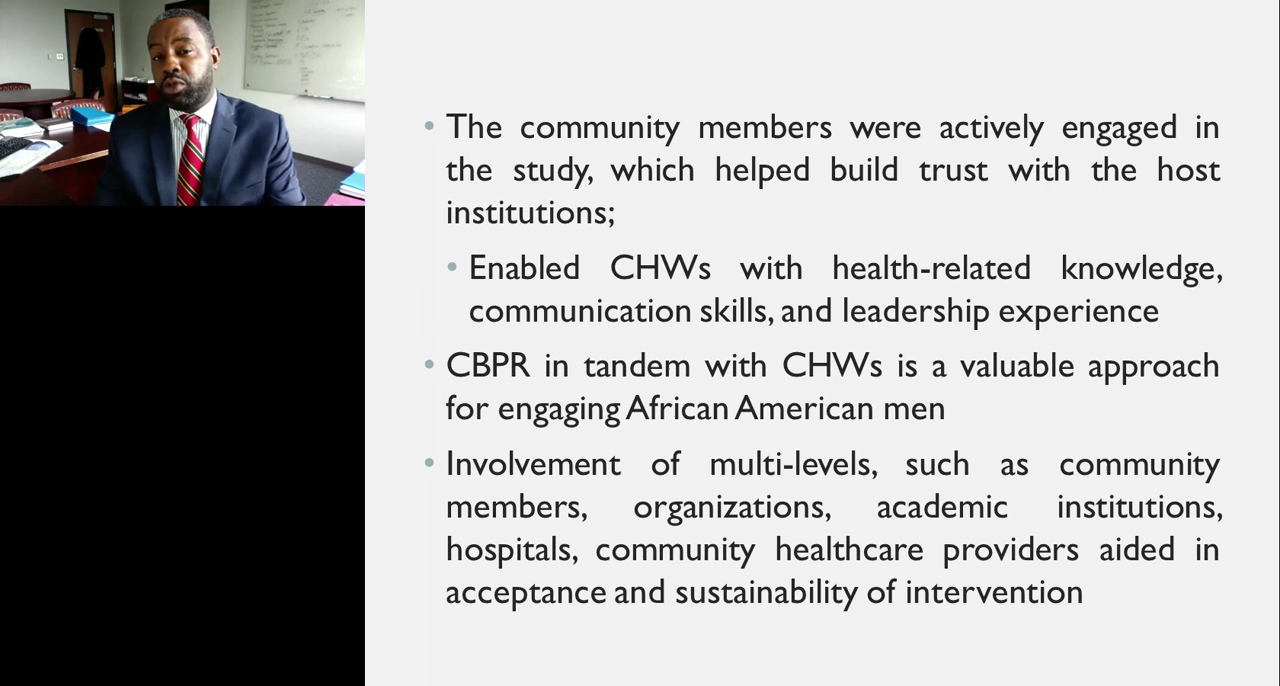 • The community members were actively engaged in
the study, which helped build trust with the host
institutions;
• Enabled CHWs with health-related knowledge,
communication skills, and leadership experience
• CBPR in tandem with CHWs is a valuable approach
for engaging African American men
• Involvement of multi-levels, such as community
members, organizations, academic institutions,
hospitals, community healthcare providers aided in
acceptance and sustainability of intervention